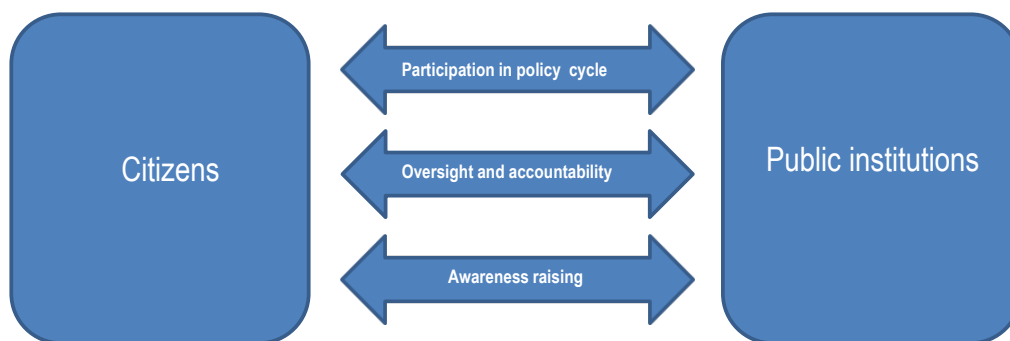 Citizens
Participation in policy cycle
Oversight and accountability
Awareness raising
Public institutions